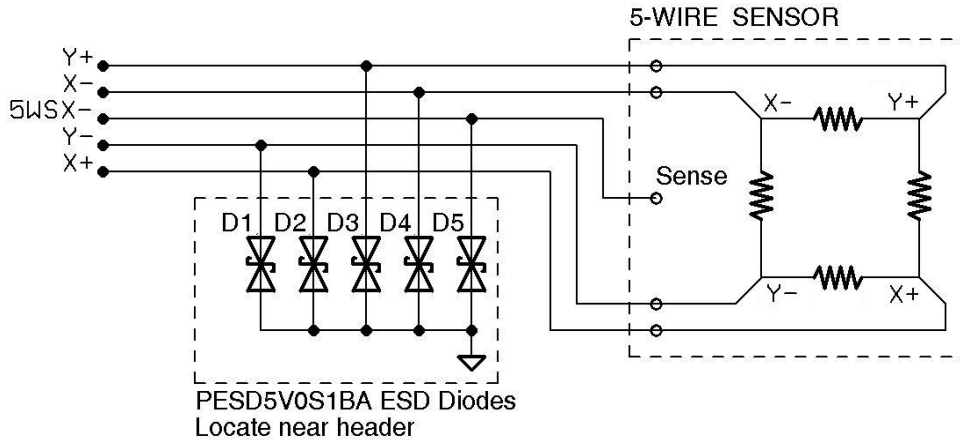 5-WIRE SENSOR
Y+
X-
5WSX-
Y-
X+
X- Y+
Sense
Y- X+
D1 D2 D3 D4 D5
PESD5V0S1BA ESD Diodes
Locate near header